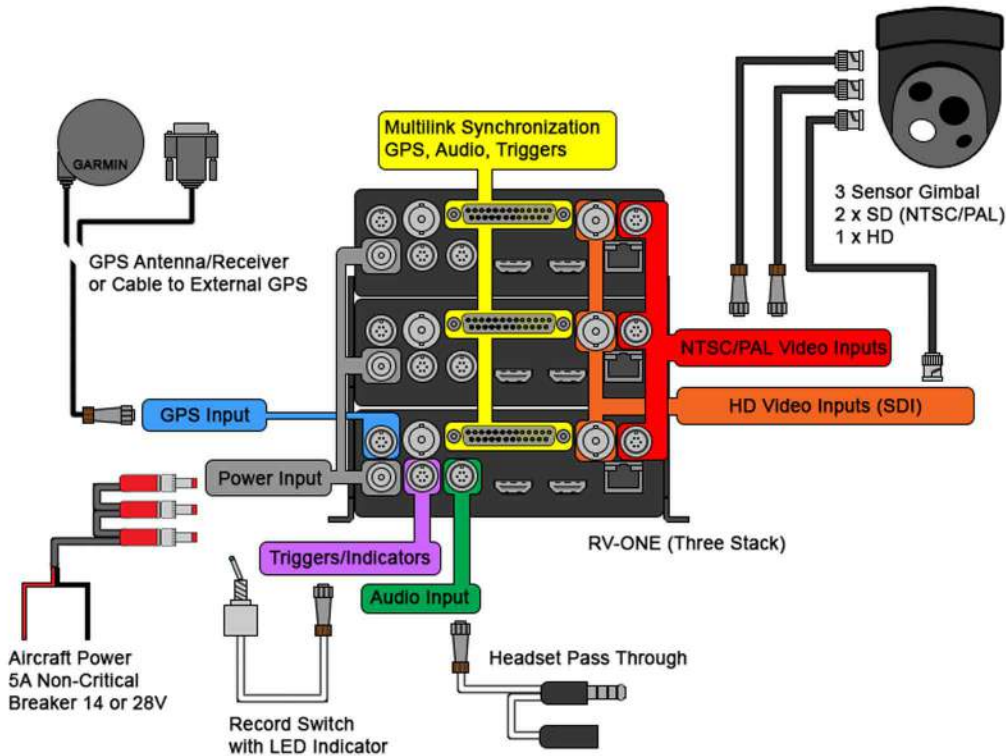 Multilink Synchronization
GPS, Audio, Triggers
GARMIN
3 Sensor Gimbal
2 x SD (NTSC/PAL)
1 x HD
GPS Antenna/Receiver
or Cable to External GPS
NTSC/PAL Video Inputs
HD Video Inputs (SDI)
GPS Input
Power Input
RV-ONE (Three Stack)
Triggers/Indicators
Audio Input
Aircraft Power
5A Non-Critical
Breaker 14 or 28V
Headset Pass Through
Record Switch
with LED Indicator